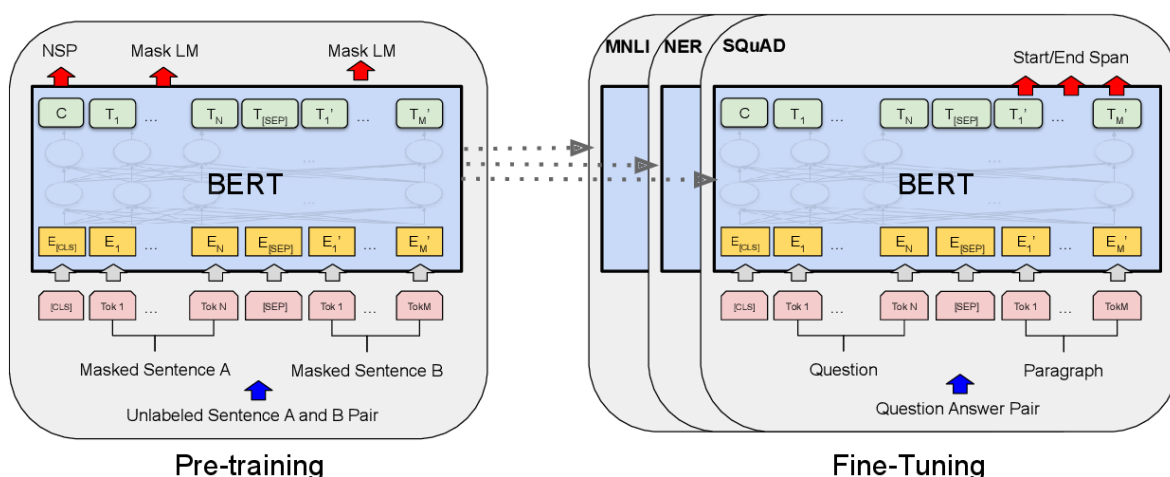 NSP Mask LM Mask LM
C T1 ... TN T[SEP] T1' ... TM'
...
BERT
...
E[CLS] E1 ... EN E[SEP] E1' ... EM'
[CLS] Tok 1 ... Tok N [SEP] Tok 1 ... TokM
Masked Sentence A Masked Sentence B
Unlabeled Sentence A and B Pair
Pre-training
MNLI NER SQuAD
Start/End Span
C T1 ... TN T[SEP] T1' ... TM'
...
BERT
...
E[CLS] E1 ... EN E[SEP] E1' ... EM'
[CLS] Tok 1 ... Tok N [SEP] Tok 1 ... TokM
Question Paragraph
Question Answer Pair
Fine-Tuning